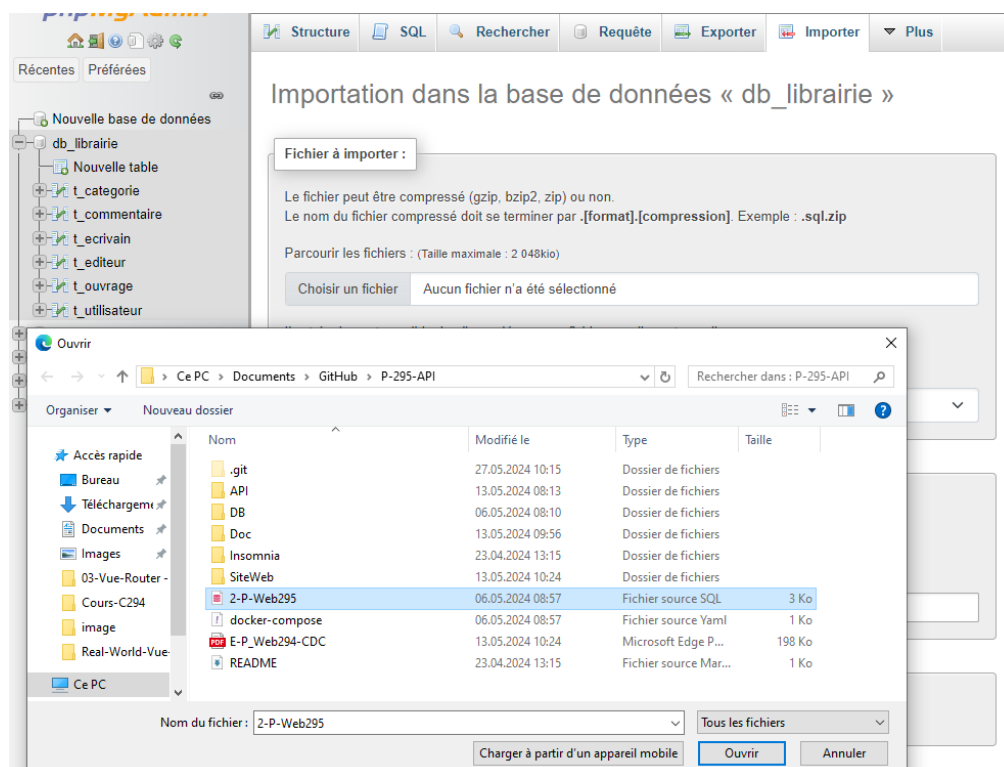 phpMyAdmin
Structure SQL Rechercher Requête Exporter Importer Plus
Récentes Préférées
Nouvelle base de données
db_librairie
Nouvelle table
t_categorie
t_commentaire
t_ecrivain
t_editeur
t_ouvrage
t_utilisateur
Importation dans la base de données « db_librairie »
Fichier à importer :
Le fichier peut être compressé (gzip, bzip2, zip) ou non.
Le nom du fichier compressé doit se terminer par .[format].[compression]. Exemple : .sql.zip
Parcourir les fichiers : (Taille maximale : 2 048kio)
Choisir un fichier Aucun fichier n'a été sélectionné
Ouvrir
Ce PC > Documents > GitHub > P-295-API
Rechercher dans : P-295-API
Organiser Nouveau dossier
Accès rapide
Bureau
Téléchargeme
Documents
Images
03-Vue-Router -
Cours-C294
image
Real-World-Vue-
Ce PC
Nom Modifié le Type Taille
.git 27.05.2024 10:15 Dossier de fichiers
API 13.05.2024 08:13 Dossier de fichiers
DB 06.05.2024 08:10 Dossier de fichiers
Doc 13.05.2024 09:56 Dossier de fichiers
Insomnia 23.04.2024 13:15 Dossier de fichiers
SiteWeb 13.05.2024 10:24 Dossier de fichiers
2-P-Web295 06.05.2024 08:57 Fichier source SQL 3 Ko
docker-compose 06.05.2024 08:57 Fichier source Yaml 1 Ko
E-P_Web294-CDC 13.05.2024 10:24 Microsoft Edge P... 198 Ko
README 23.04.2024 13:15 Fichier source Mar... 1 Ko
Nom du fichier : 2-P-Web295 Tous les fichiers
Charger à partir d'un appareil mobile Ouvrir Annuler